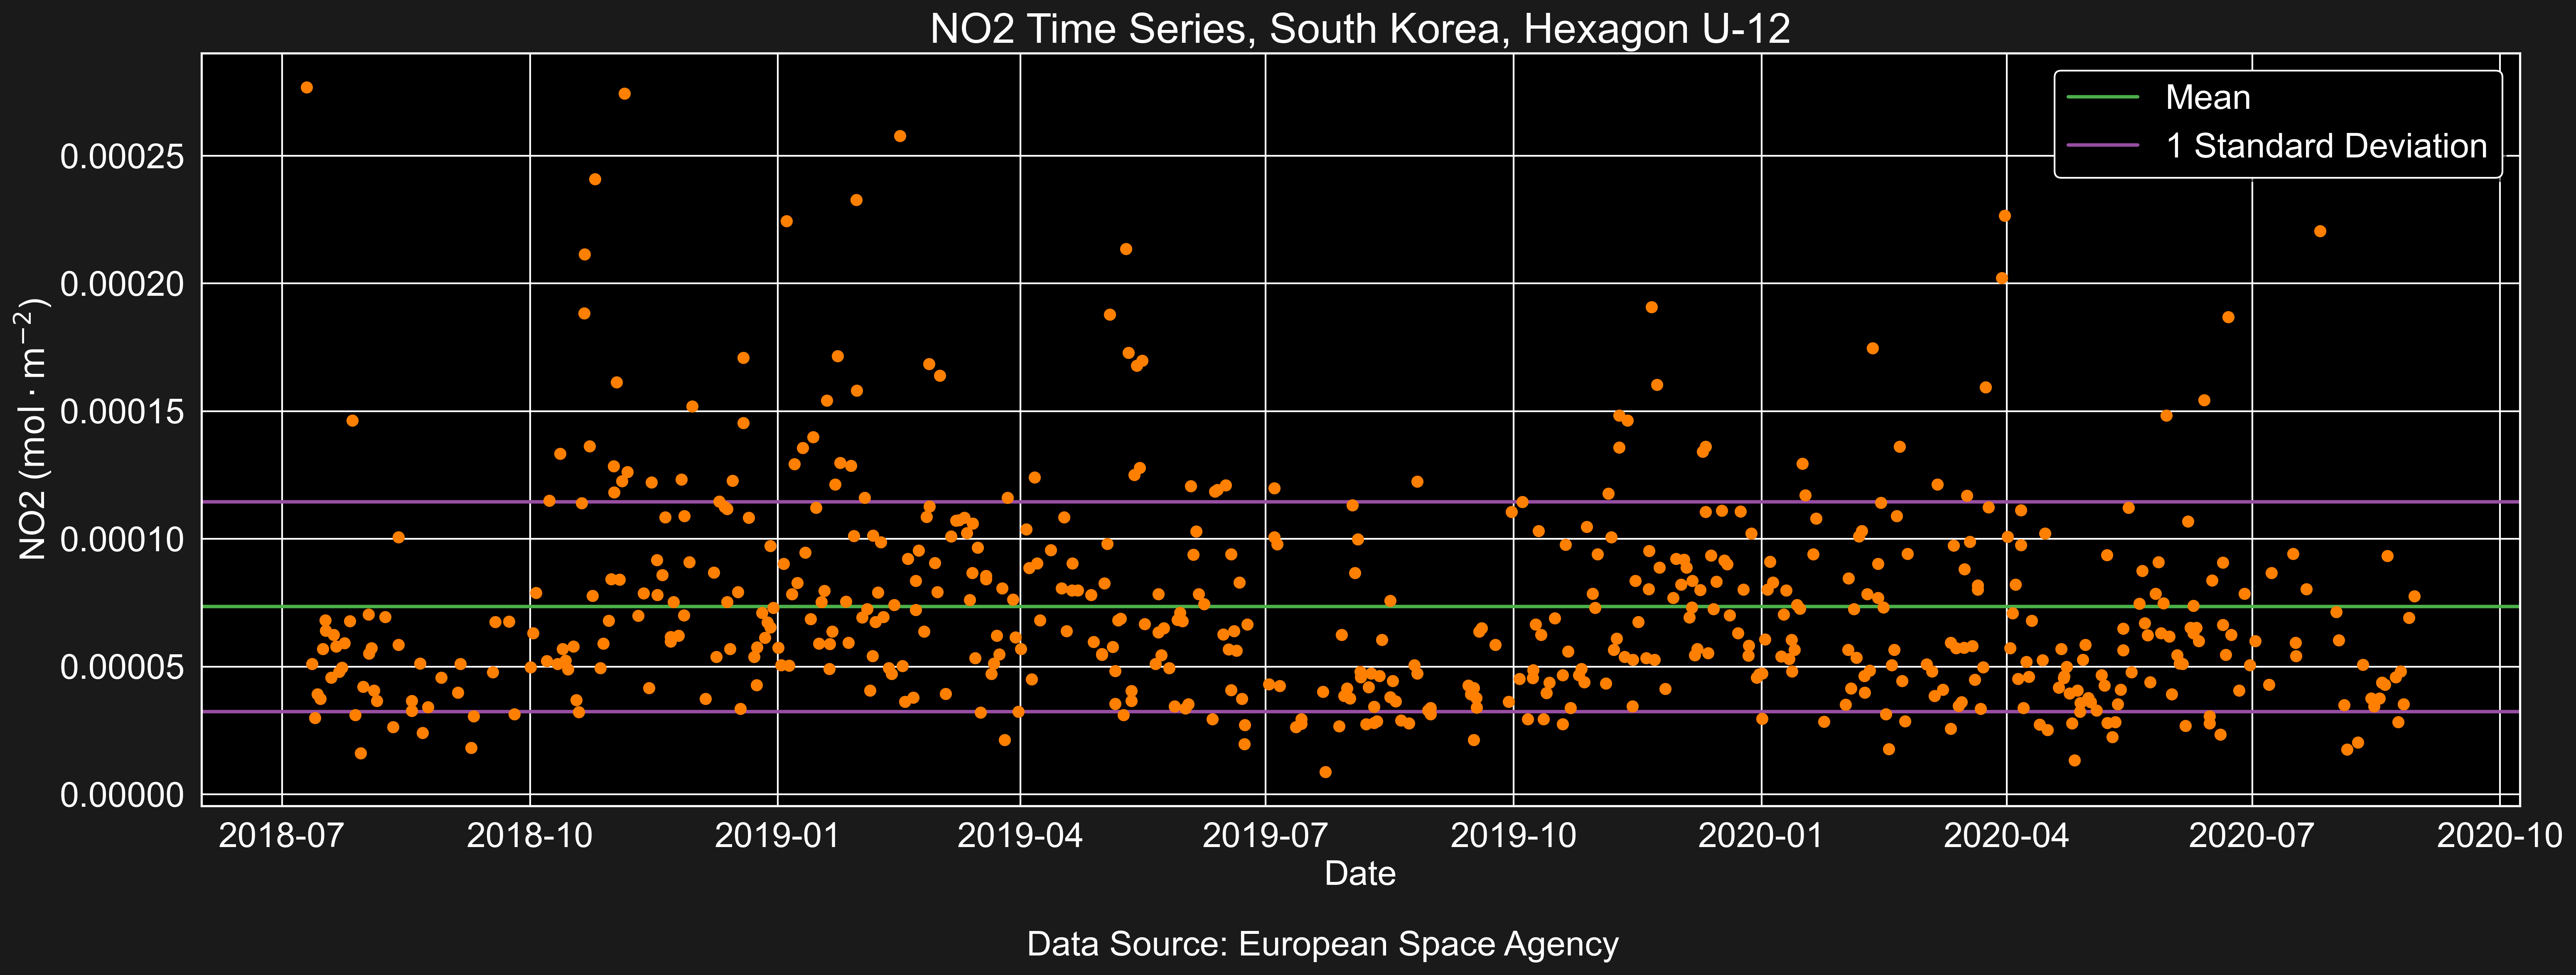 NO2 Time Series, South Korea, Hexagon U-12
Mean
1 Standard Deviation
NO2 (mol · m⁻²)
0.00025
0.00020
0.00015
0.00010
0.00005
0.00000
2018-07 2018-10 2019-01 2019-04 2019-07 2019-10 2020-01 2020-04 2020-07 2020-10
Date
Data Source: European Space Agency